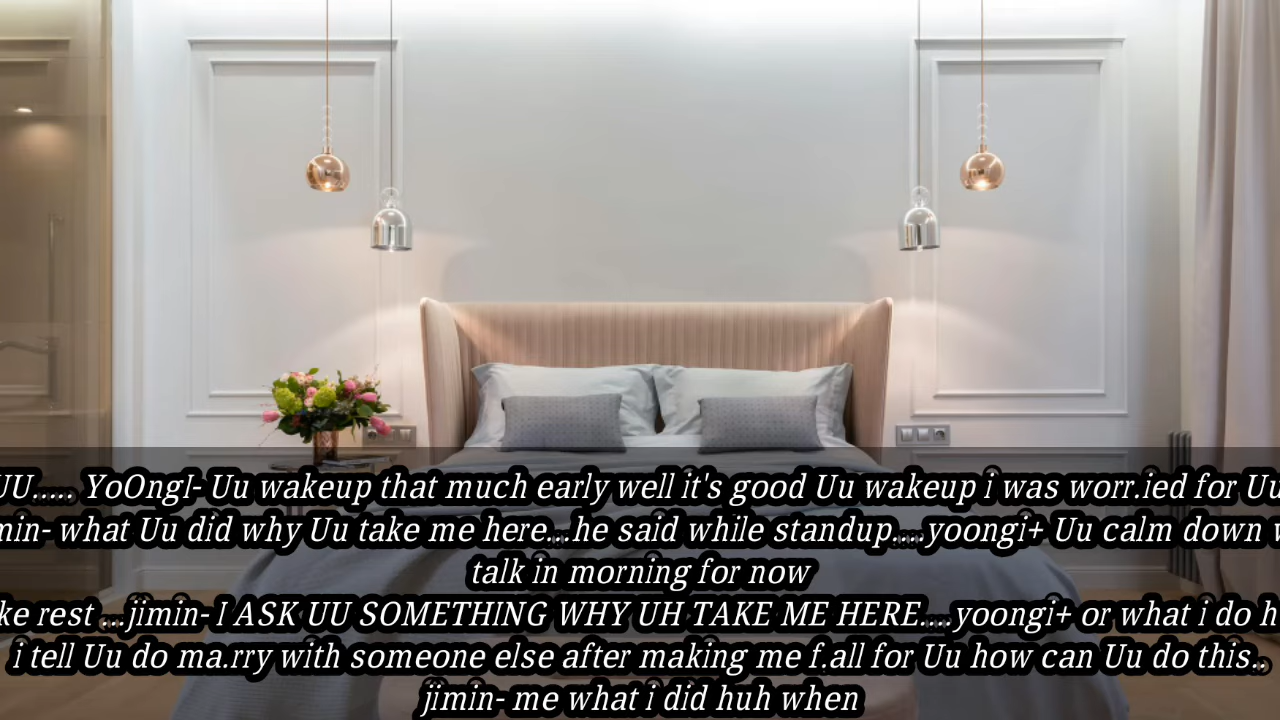 UU..... YoOngI- Uu wakeup that much early well it's good Uu wakeup i was worr.ied for Uu
what Uu did why Uu take me here...he said while standup....yoongi+ Uu calm down
talk in morning for now
rest ...jimin- I ASK UU SOMETHING WHY UH TAKE ME HERE....yoongi+ or what i do
i tell Uu do ma.rry with someone else after making me f.all for Uu how can Uu do this..
jimin- me what i did huh when